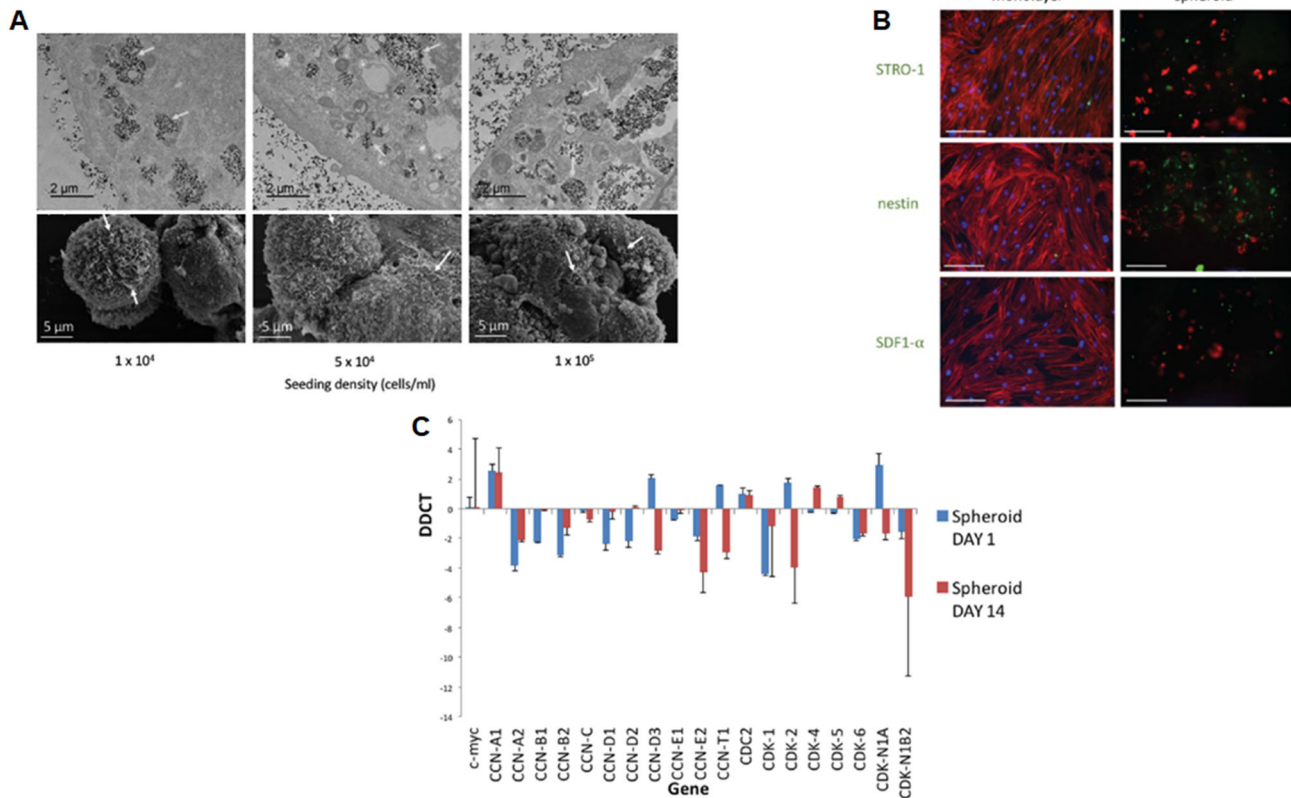 A
2 µm
2 µm
2 µm
5 µm
5 µm
5 µm
1 x 10⁴
5 x 10⁴
1 x 10⁵
Seeding density (cells/ml)
B
monolayer
spheroid
STRO-1
nestin
SDF1-α
C
6
4
2
0
-2
-4
-6
-8
-10
-12
-14
DDCT
c-myc
CCN-A1
CCN-A2
CCN-B1
CCN-B2
CCN-C
CCN-D1
CCN-D2
CCN-D3
CCN-E1
CCN-E2
CCN-T1
CDC2
CDK-1
CDK-2
CDK-4
CDK-5
CDK-6
CDK-N1A
CDK-N1B2
Gene
Spheroid
DAY 1
Spheroid
DAY 14